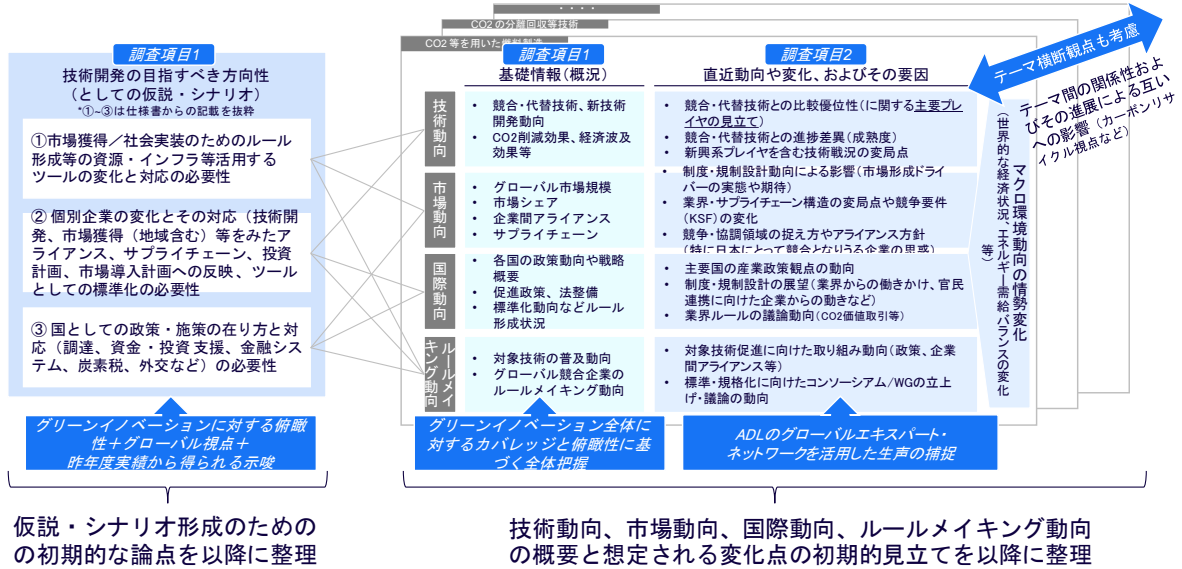 ・・・・
CO2の分離回収等技術
CO2等を用いた燃料製造
調査項目1
技術開発の目指すべき方向性
（としての仮説・シナリオ）
*①~③は仕様書からの記載を抜粋
①市場獲得／社会実装のためのルール
形成等の資源・インフラ等活用する
ツールの変化と対応の必要性
② 個別企業の変化とその対応（技術開
発、市場獲得（地域含む）等をみたア
ライアンス、サプライチェーン、投資
計画、市場導入計画への反映、ツール
としての標準化の必要性
③ 国としての政策・施策の在り方と対
応（調達、資金・投資支援、金融シス
テム、炭素税、外交など）の必要性
グリーンイノベーションに対する俯瞰
性＋グローバル視点＋
昨年度実績から得られる示唆
仮説・シナリオ形成のための
の初期的な論点を以降に整理
調査項目1
基礎情報（概況）
調査項目2
直近動向や変化、およびその要因
技術動向
• 競合・代替技術、新技術
開発動向
• CO2削減効果、経済波及
効果等
• 競合・代替技術との比較優位性（に関する主要プレ
イヤの見立て）
• 競合・代替技術との進捗差異（成熟度）
• 新興系プレイヤを含む技術戦況の変局点
市場動向
• グローバル市場規模
• 市場シェア
• 企業間アライアンス
• サプライチェーン
• 制度・規制設計動向による影響（市場形成ドライ
バーの実態や期待）
• 業界・サプライチェーン構造の変局点や競争要件
（KSF）の変化
• 競争・協調領域の捉え方やアライアンス方針
（特に日本にとって競合となりうる企業の思惑）
国際動向
• 各国の政策動向や戦略
概要
• 促進政策、法整備
• 標準化動向などルール
形成状況
• 主要国の産業政策観点の動向
• 制度・規制設計の展望（業界からの働きかけ、官民
連携に向けた企業からの動きなど）
• 業界ルールの議論動向（CO2価値取引等）
ルールメイ
キング動向
• 対象技術の普及動向
• グローバル競合企業の
ルールメイキング動向
• 対象技術促進に向けた取り組み動向（政策、企業
間アライアンス等）
• 標準・規格化に向けたコンソーシアム/WGの立上
げ・議論の動向
グリーンイノベーション全体に
対するカバレッジと俯瞰性に基
づく全体把握
ADLのグローバルエキスパート・
ネットワークを活用した生声の捕捉
マクロ環境動向の情勢変化
（世界的な経済状況、エネルギー需給バランスの変化
等）
テーマ横断観点も考慮
テーマ間の関係性およ
びその進展による互い
への影響（カーボンリサ
イクル視点など）
技術動向、市場動向、国際動向、ルールメイキング動向
の概要と想定される変化点の初期的見立てを以降に整理